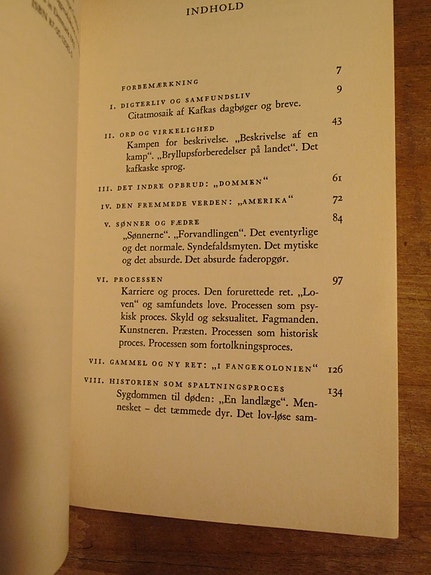 INDHOLD
FORBEMÆRKNING 7
I. DIGTERLIV OG SAMFUNDSLIV 9
Citatmosaik af Kafkas dagbøger og breve.
II. ORD OG VIRKELIGHED 43
Kampen for beskrivelse. „Beskrivelse af en
kamp“. „Bryllupsforberedelser på landet“. Det
kafkaske sprog.
III. DET INDRE OPBRUD: „DOMMEN“ 61
IV. DEN FREMMEDE VERDEN: „AMERIKA“ 72
V. SØNNER OG FÆDRE 84
„Sønnerne“. „Forvandlingen“. Det eventyrlige
og det normale. Syndefaldsmyten. Det mytiske
og det absurde. Det absurde faderopgør.
VI. PROCESSEN 97
Karriere og proces. Den forurettede ret. „Lo-
ven“ og samfundets love. Processen som psy-
kisk proces. Skyld og seksualitet. Fagmanden.
Kunstneren. Præsten. Processen som historisk
proces. Processen som fortolkningsproces.
VII. GAMMEL OG NY RET: „I FANGEKOLONIEN“ 126
VIII. HISTORIEN SOM SPALTNINGSPROCES 134
Sygdommen til døden: „En landlæge“. Men-
nesket – det tæmmede dyr. Det lov-løse sam-